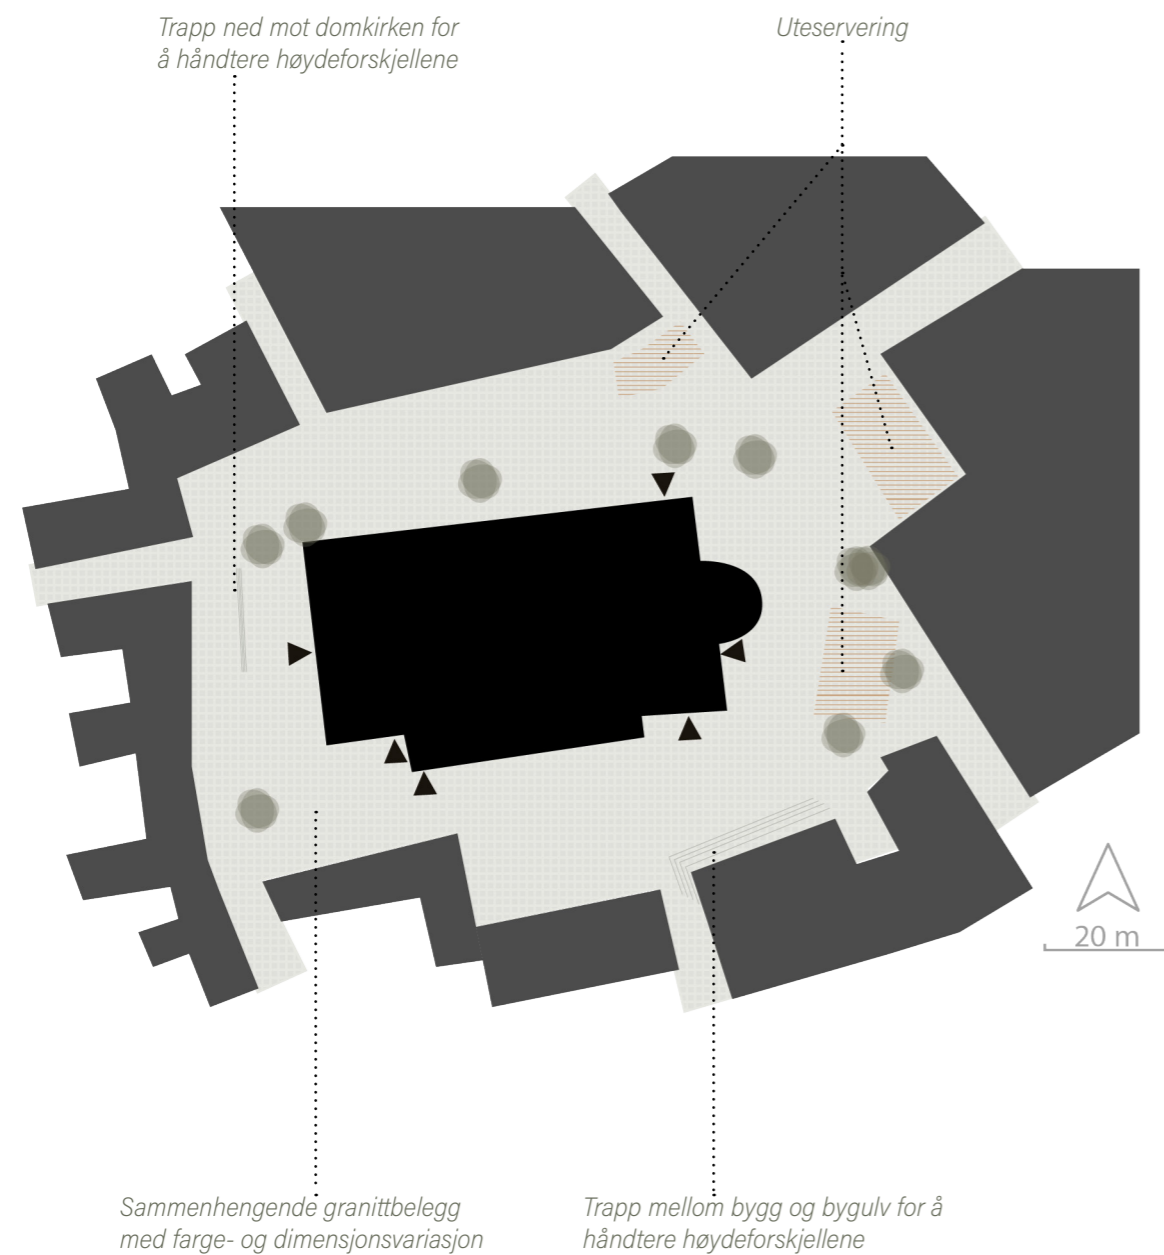 Trapp ned mot domkirken for
å håndtere høydeforskjellene
Uteservering
20 m
Sammenhengende granittbelegg
med farge- og dimensjonsvariasjon
Trapp mellom bygg og bygulv for å
håndtere høydeforskjellene